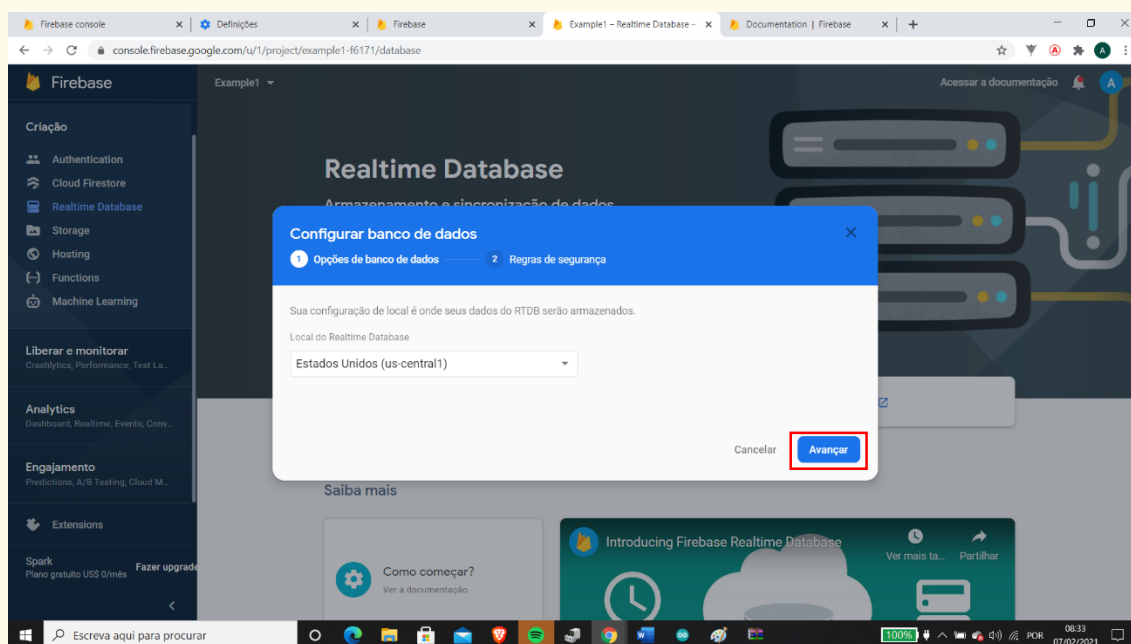 Firebase console
Definições
Firebase
Example1 – Realtime Database –
Documentation | Firebase
console.firebase.google.com/u/1/project/example1-f6171/database
A
A
Firebase
Example1
Acessar a documentação
A
Criação
Authentication
Cloud Firestore
Realtime Database
Storage
Hosting
Functions
Machine Learning
Liberar e monitorar
Crashlytics, Performance, Test La...
Analytics
Dashboard, Realtime, Events, Conv...
Engajamento
Predictions, A/B Testing, Cloud M...
Extensions
Spark
Plano gratuito US$ 0/mês
Fazer upgrade
Realtime Database
Armazenamento e sincronização de dados
Configurar banco de dados
1 Opções de banco de dados
2 Regras de segurança
Sua configuração de local é onde seus dados do RTDB serão armazenados.
Local do Realtime Database
Estados Unidos (us-central1)
Cancelar
Avançar
Saiba mais
Como começar?
Ver a documentação
Introducing Firebase Realtime Database
Ver mais ta...
Partilhar
Escreva aqui para procurar
100%
POR
08:33
07/02/2021